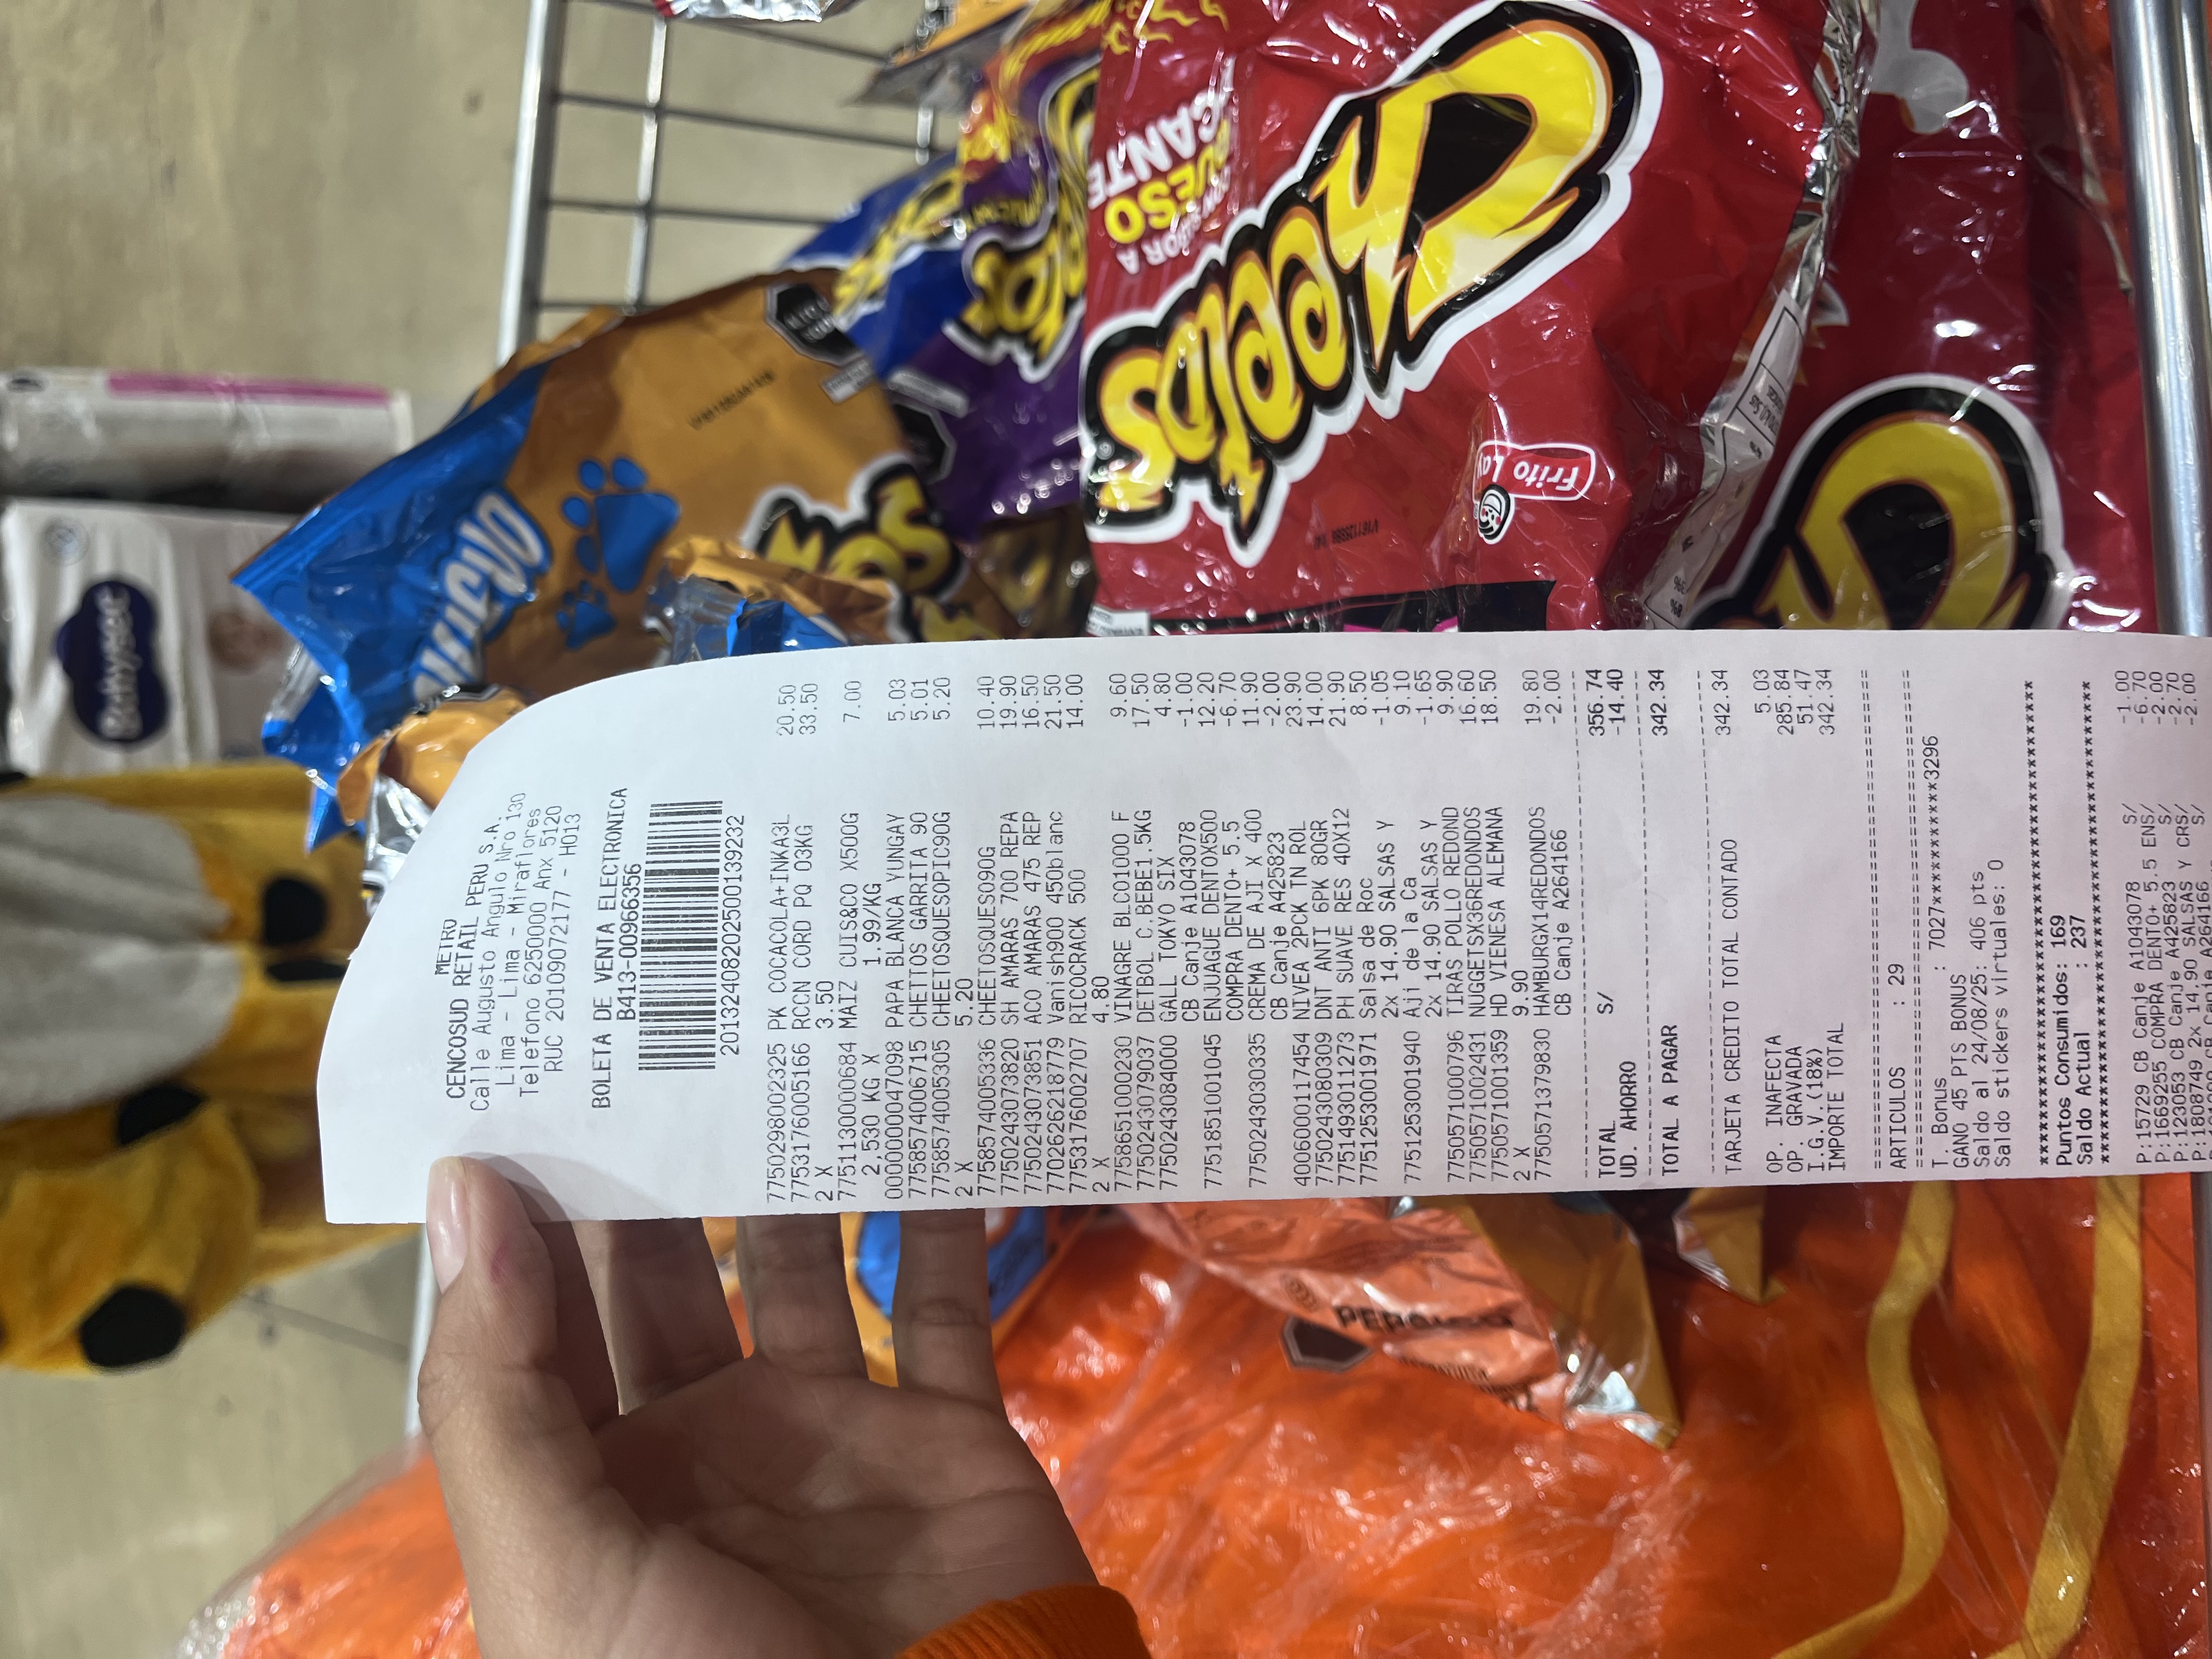 Babysec
METRO
CENCOSUD RETAIL PERU S.A.
Calle Augusto Angulo Nro 130
Lima - Lima - Miraflores
Telefono 6250000 Anx 5120
RUC 20109072177 - H013
BOLETA DE VENTA ELECTRONICA
B413-00966356
20132408202500139232
7750298002325 PK COCACOLA+INKA3L 20.50
7753176005166 RCCN CORD PQ 03KG 33.50
2 X 3.50
7751130000684 MAIZ CUIS&CO X500G 7.00
2,530 KG X 1.99/KG
0000000047098 PAPA BLANCA YUNGAY 5.03
7758574006715 CHETTOS GARRITA 90 5.01
7758574005305 CHEETOSQUESOPIC90G 5.20
2 X 5.20
7758574005336 CHEETOSQUESO90G 10.40
7750243073820 SH AMARAS 700 REPA 19.90
7750243073851 ACO AMARAS 475 REP 16.50
7702626218779 Vanish900 450blanc 21.50
7753176002707 RICOCRACK 500 14.00
2 X 4.80
7758651000230 VINAGRE BLCO1000 F 9.60
7750243079037 DETBOL C.BEBE1.5KG 17.50
7750243084000 GALL TOKYO SIX 4.80
CB Canje A1043078 -1.00
7751851001045 ENJUAGUE DENTOX500 12.20
COMPRA DENTO+ 5.5 -6.70
7750243030335 CREMA DE AJI X 400 11.90
CB Canje A425823 -2.00
4006000117454 NIVEA 2PCK TN ROL 23.90
7750243080309 DNT ANTI 6PK 80GR 14.00
7751493011273 PH SUAVE RES 40X12 21.90
7751253001971 Salsa de Roc 8.50
2x 14.90 SALSAS Y -1.05
7751253001940 Aji de la Ca 9.10
2x 14.90 SALSAS Y -1.65
7750571000796 TIRAS POLLO REDOND 9.90
7750571002431 NUGGETSX36REDONDOS 16.60
7750571001359 HD VIENESA ALEMANA 18.50
2 X 9.90
7750571379830 HAMBURGX14REDONDOS 19.80
CB Canje A264166 -2.00
TOTAL S/ 356.74
UD. AHORRO -14.40
TOTAL A PAGAR 342.34
TARJETA CREDITO TOTAL CONTADO 342.34
OP. INAFECTA 5.03
OP. GRAVADA 285.84
I.G.V.(18%) 51.47
IMPORTE TOTAL 342.34
ARTICULOS : 29
T. Bonus : 7027***********3296
GANO 45 PTS BONUS
Saldo al 24/08/25: 406 pts
Saldo stickers virtuales: 0
******************************************
Puntos Consumidos: 169
Saldo Actual : 237
******************************************
P:15729 CB Canje A1043078 S/ -1.00
P:1669255 COMPRA DENTO+ 5.5 ENS/ -6.70
P:123053 CB Canje A425823 S/ -2.00
P:1808749 2x 14.90 SALSAS Y CRS/ -2.70
CB Canje A264166 S/ -2.00
Frito Lay